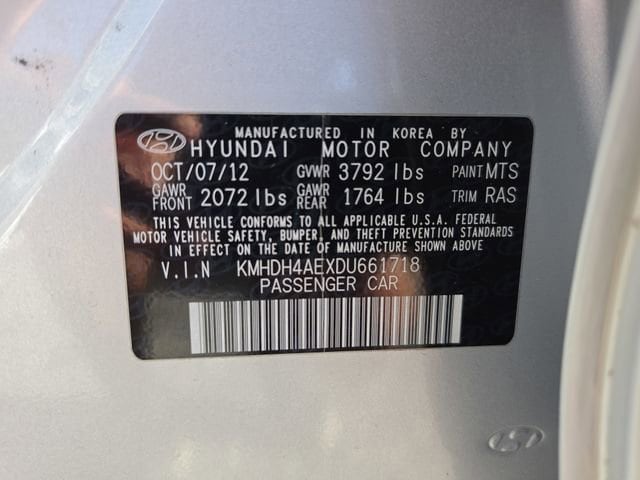 MANUFACTURED IN KOREA BY
HYUNDAI MOTOR COMPANY
OCT/07/12 GVWR 3792 lbs PAINT MTS
GAWR FRONT 2072 lbs GAWR REAR 1764 lbs TRIM RAS
THIS VEHICLE CONFORMS TO ALL APPLICABLE U.S.A. FEDERAL
MOTOR VEHICLE SAFETY, BUMPER, AND THEFT PREVENTION STANDARDS
IN EFFECT ON THE DATE OF MANUFACTURE SHOWN ABOVE.
V.I.N KMHDH4AEXDU661718
PASSENGER CAR